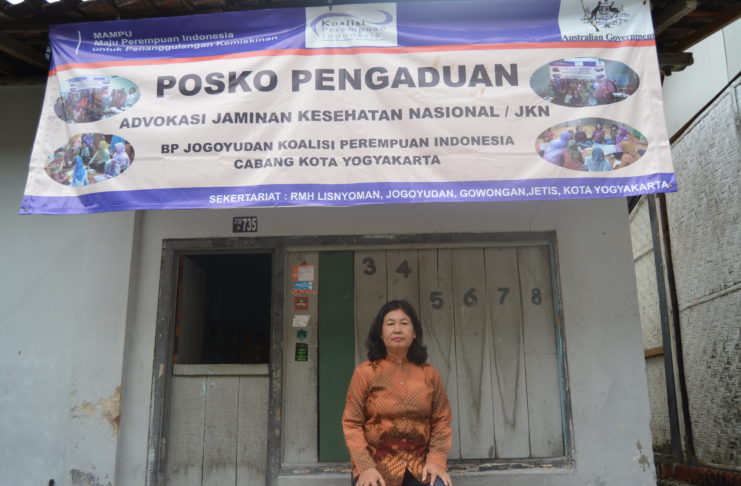 MAMPU
Maju Perempuan Indonesia
untuk Penanggulangan Kemiskinan
Koalisi
Perempuan
Indonesia
Australian Government
POSKO PENGADUAN
ADVOKASI JAMINAN KESEHATAN NASIONAL / JKN
BP JOGOYUDAN KOALISI PEREMPUAN INDONESIA
CABANG KOTA YOGYAKARTA
SEKERTARIAT : RMH LISNYOMAN, JOGOYUDAN, GOWONGAN,JETIS, KOTA YOGYAKARTA
735
3 4 5 6 7 8